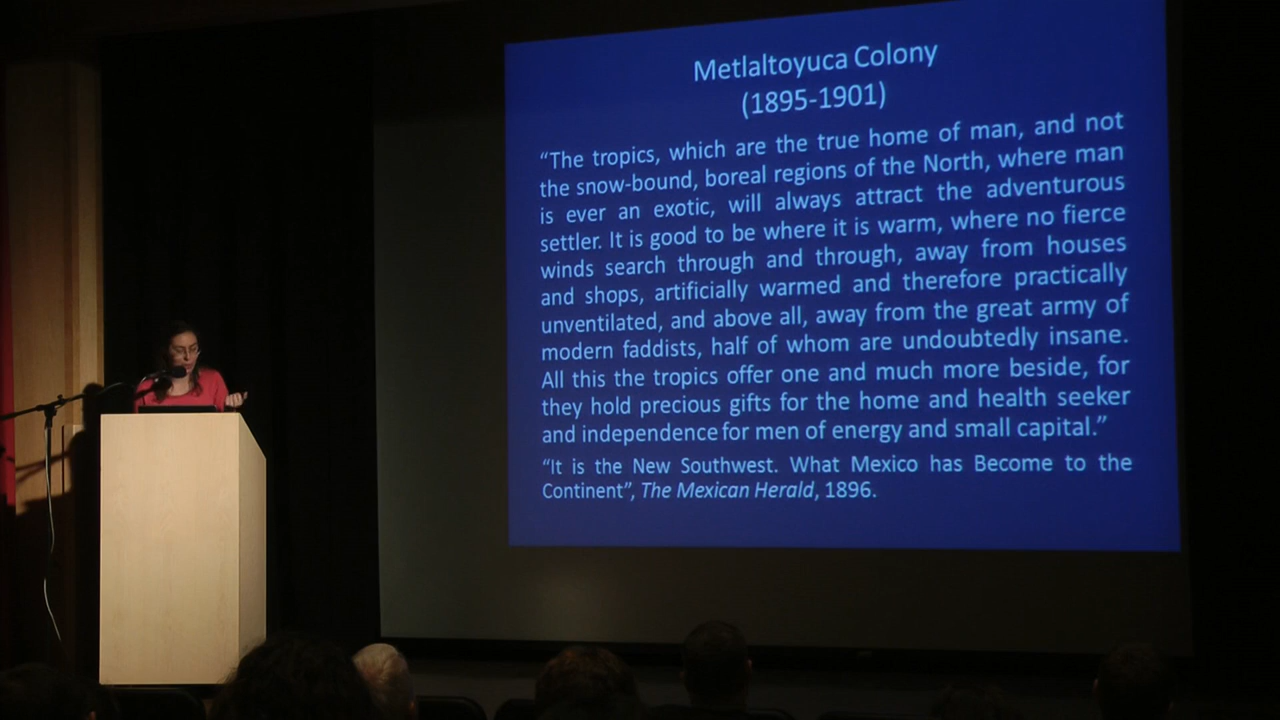 Metlaltoyuca Colony
(1895-1901)
“The tropics, which are the true home of man, and not
the snow-bound, boreal regions of the North, where man
is ever an exotic, will always attract the adventurous
settler. It is good to be where it is warm, where no fierce
winds search through and through, away from houses
and shops, artificially warmed and therefore practically
unventilated, and above all, away from the great army of
modern faddists, half of whom are undoubtedly insane.
All this the tropics offer one and much more beside, for
they hold precious gifts for the home and health seeker
and independence for men of energy and small capital.”
“It is the New Southwest. What Mexico has Become to the
Continent”, The Mexican Herald, 1896.